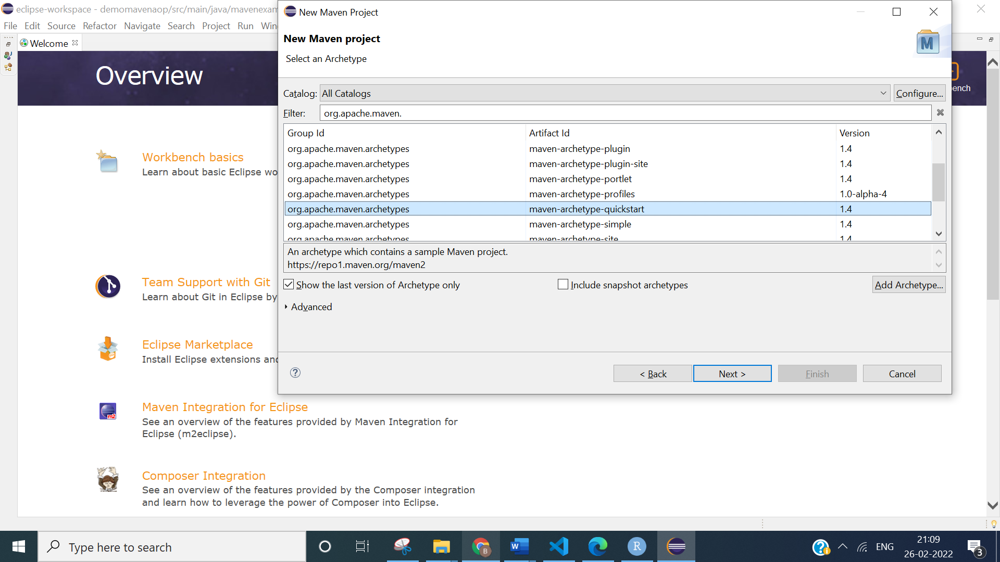 eclipse-workspace - demomavenaop/src/main/java/mavenexam
File Edit Source Refactor Navigate Search Project Run Win
Welcome
Overview
ench
Workbench basics
Learn about basic Eclipse wo
Team Support with Git
Learn about Git in Eclipse by
Eclipse Marketplace
Install Eclipse extensions and
Maven Integration for Eclipse
See an overview of the features provided by Maven Integration for
Eclipse (m2eclipse).
Composer Integration
See an overview of the features provided by the Composer integration
and learn how to leverage the power of Composer into Eclipse.
New Maven Project
New Maven project
Select an Archetype
M
Catalog: All Catalogs Configure...
Filter: org.apache.maven.
Group Id Artifact Id Version
org.apache.maven.archetypes maven-archetype-plugin 1.4
org.apache.maven.archetypes maven-archetype-plugin-site 1.4
org.apache.maven.archetypes maven-archetype-portlet 1.4
org.apache.maven.archetypes maven-archetype-profiles 1.0-alpha-4
org.apache.maven.archetypes maven-archetype-quickstart 1.4
org.apache.maven.archetypes maven-archetype-simple 1.4
org.apache.maven.archetypes maven-archetype-site 1.4
An archetype which contains a sample Maven project.
https://repo1.maven.org/maven2
Show the last version of Archetype only Include snapshot archetypes Add Archetype...
Advanced
? < Back Next > Finish Cancel
m2
Type here to search
B
W
R
?
ENG
21:09
26-02-2022
3